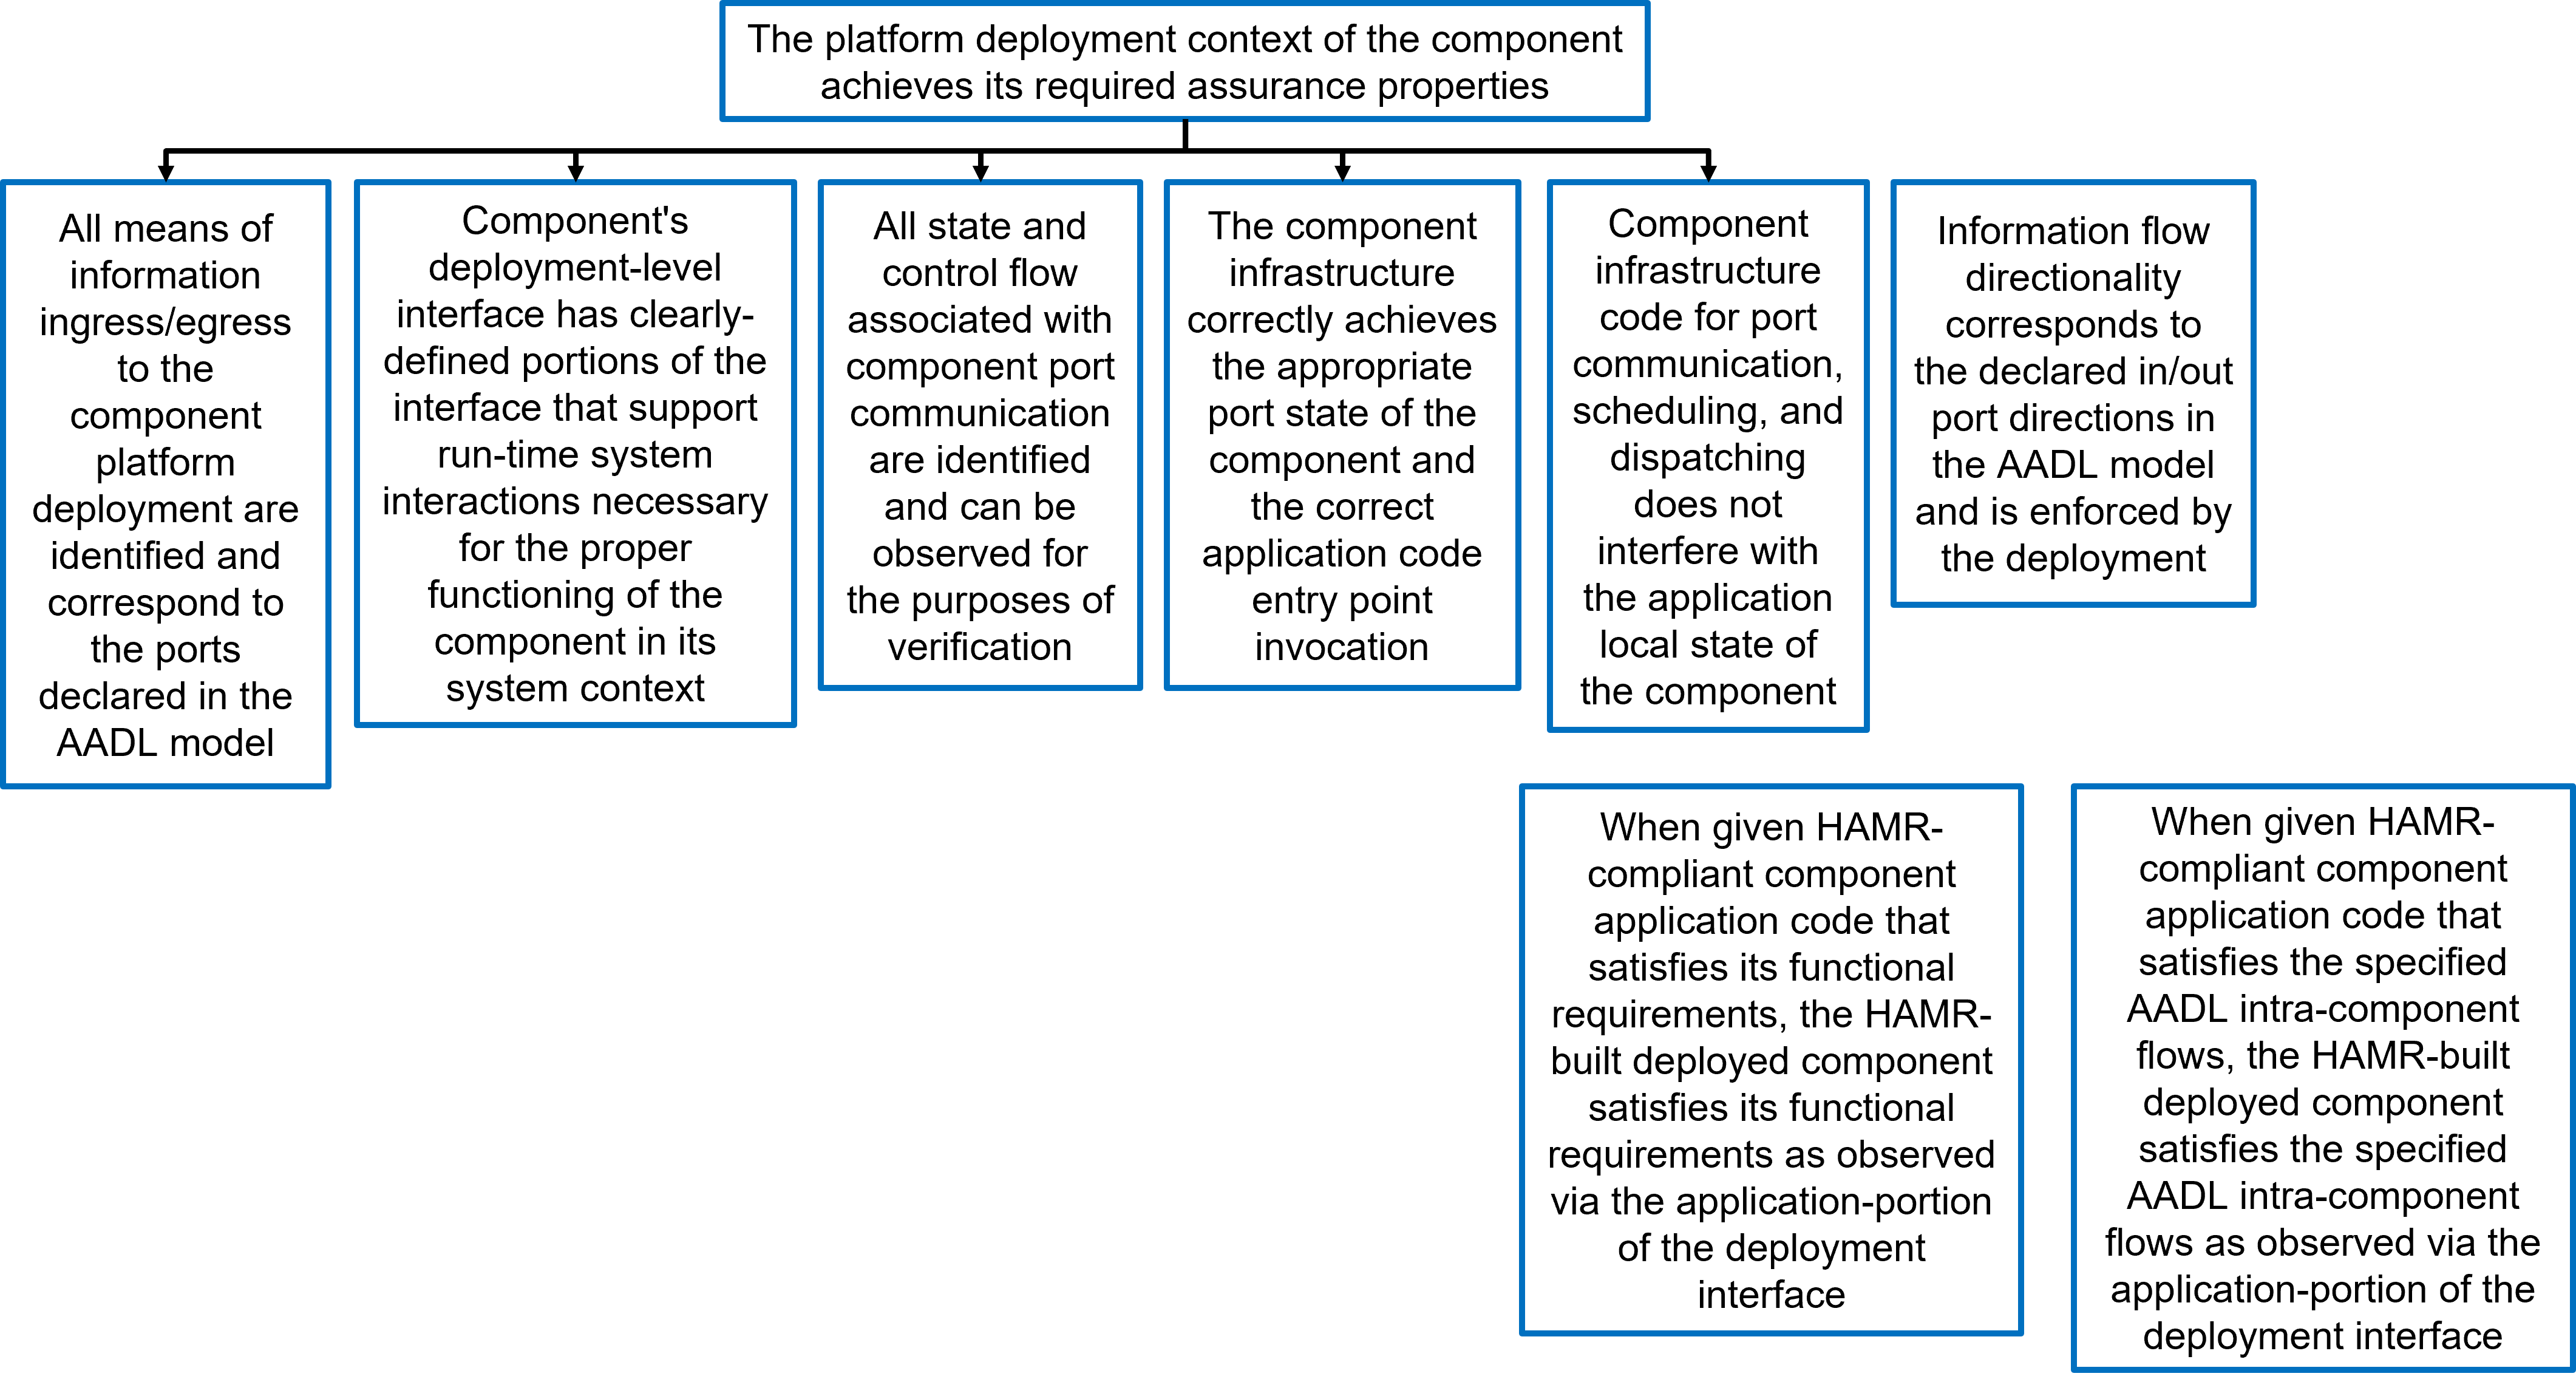 The platform deployment context of the component
achieves its required assurance properties
All means of
information
ingress/egress
to the
component
platform
deployment are
identified and
correspond to
the ports
declared in the
AADL model
Component's
deployment-level
interface has clearly-
defined portions of the
interface that support
run-time system
interactions necessary
for the proper
functioning of the
component in its
system context
All state and
control flow
associated with
component port
communication
are identified
and can be
observed for
the purposes of
verification
The component
infrastructure
correctly achieves
the appropriate
port state of the
component and
the correct
application code
entry point
invocation
Component
infrastructure
code for port
communication,
scheduling, and
dispatching
does not
interfere with
the application
local state of
the component
Information flow
directionality
corresponds to
the declared in/out
port directions in
the AADL model
and is enforced by
the deployment
When given HAMR-
compliant component
application code that
satisfies its functional
requirements, the HAMR-
built deployed component
satisfies its functional
requirements as observed
via the application-portion
of the deployment
interface
When given HAMR-
compliant component
application code that
satisfies the specified
AADL intra-component
flows, the HAMR-built
deployed component
satisfies the specified
AADL intra-component
flows as observed via the
application-portion of the
deployment interface